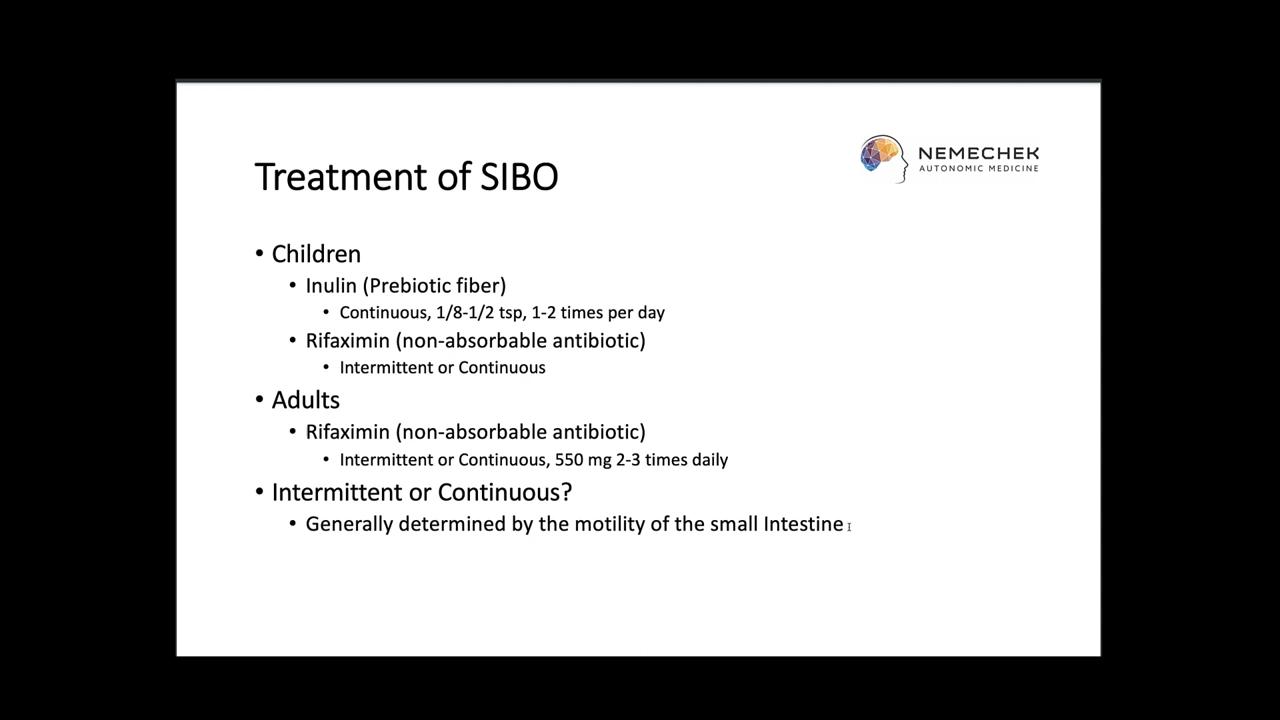 NEMECHEK
AUTONOMIC MEDICINE
Treatment of SIBO
• Children
• Inulin (Prebiotic fiber)
• Continuous, 1/8-1/2 tsp, 1-2 times per day
• Rifaximin (non-absorbable antibiotic)
• Intermittent or Continuous
• Adults
• Rifaximin (non-absorbable antibiotic)
• Intermittent or Continuous, 550 mg 2-3 times daily
• Intermittent or Continuous?
• Generally determined by the motility of the small Intestine